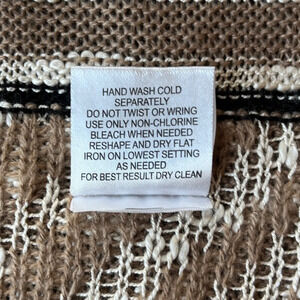 HAND WASH COLD
SEPARATELY
DO NOT TWIST OR WRING
USE ONLY NON-CHLORINE
BLEACH WHEN NEEDED
RESHAPE AND DRY FLAT
IRON ON LOWEST SETTING
AS NEEDED
FOR BEST RESULT DRY CLEAN